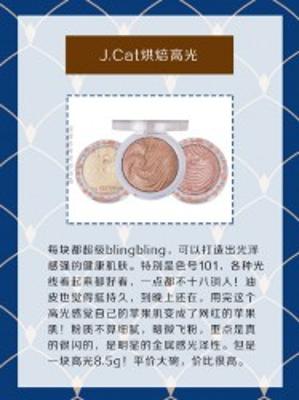 J.Cat烘焙高光
每块都超级blingbling，可以打造出光泽
感强的健康肌肤。特别是色号101，各种光
线看起来都好看，一点都不十八铜人！油
皮也觉得挺持久，到晚上还在，用完这个
高光感觉自己的苹果肌变成了网红的苹果
肌！粉质不算细腻，略微飞粉，重点是真
的很闪的，是明显的金属感光泽性。但是
一块高光8.5g！平价大碗，价比很高。